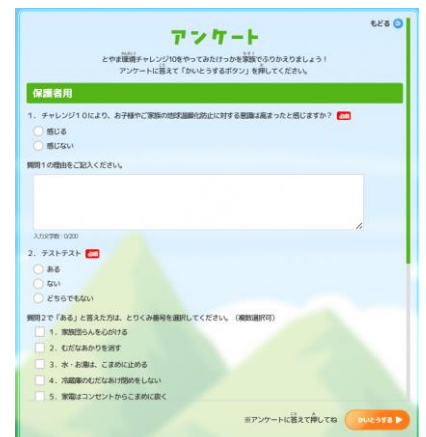 もどる
アンケート
とやま環境チャレンジ10をやってみたけっかを家族でふりかえりましょう！
アンケートに答えて「かいとうするボタン」を押してください。
保護者用
1. チャレンジ１０により、お子様やご家族の地球温暖化防止に対する意識は高まったと感じますか？ 必須
感じる
感じない
質問１の理由をご記入ください。
入力文字数：0/200
2. テストテスト 必須
ある
ない
どちらでもない
質問２で「ある」と答えた方は、とりくみ番号を選択してください。（複数選択可）
1. 家族団らんを心がける
2. むだなあかりを消す
3. 水・お湯は、こまめに止める
4. 冷蔵庫のむだなあけ閉めをしない
5. 家電はコンセントからこまめに抜く
※アンケートに答えて押してね
かいとうする